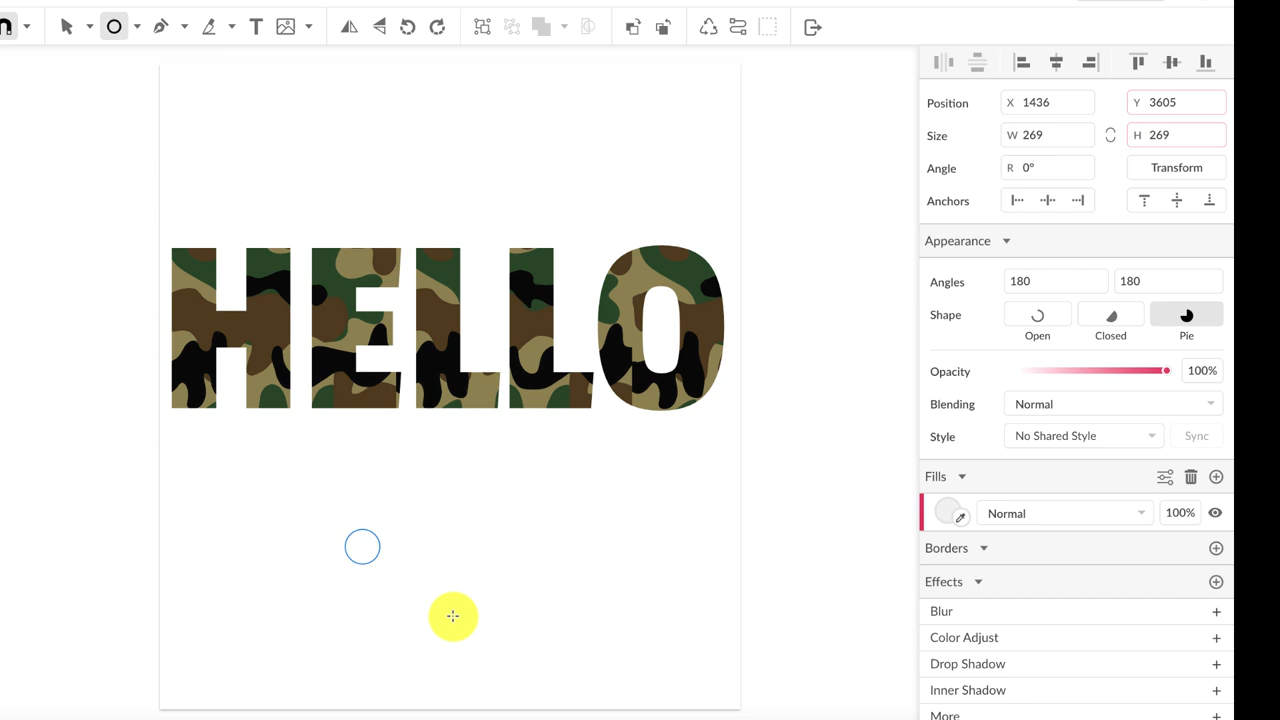 Position X 1436 Y 3605
Size W 269 H 269
Angle R 0° Transform
Anchors
HELLO
Appearance
Angles 180 180
Shape
Open Closed Pie
Opacity 100%
Blending Normal
Style No Shared Style Sync
Fills
Normal 100%
Borders
Effects
Blur
Color Adjust
Drop Shadow
Inner Shadow
More